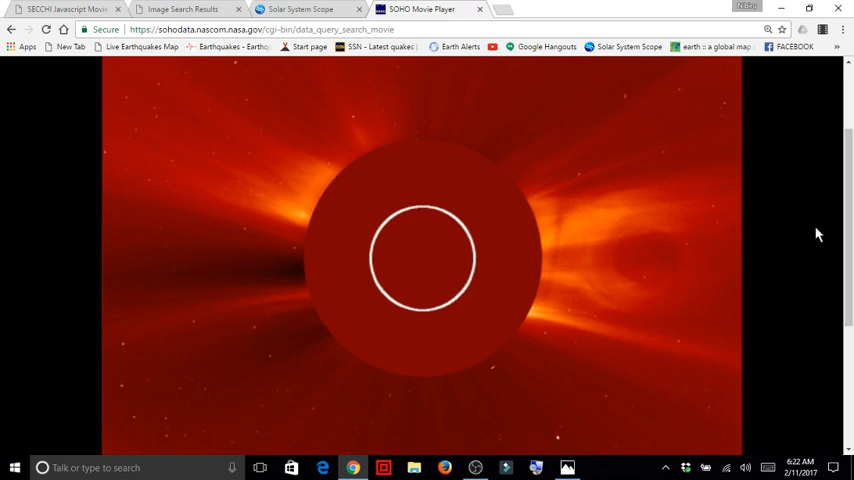 SECCHI Javascript Movie
Image Search Results
Solar System Scope
SOHO Movie Player
Nibiru
Secure
https://sohodata.nascom.nasa.gov/cgi-bin/data_query_search_movie
Apps
New Tab
Live Earthquakes Map
Earthquakes - Earthq
Start page
SSN - Latest quakes |
Earth Alerts
Google Hangouts
Solar System Scope
earth :: a global map
FACEBOOK
»
Talk or type to search
6:22 AM
2/11/2017